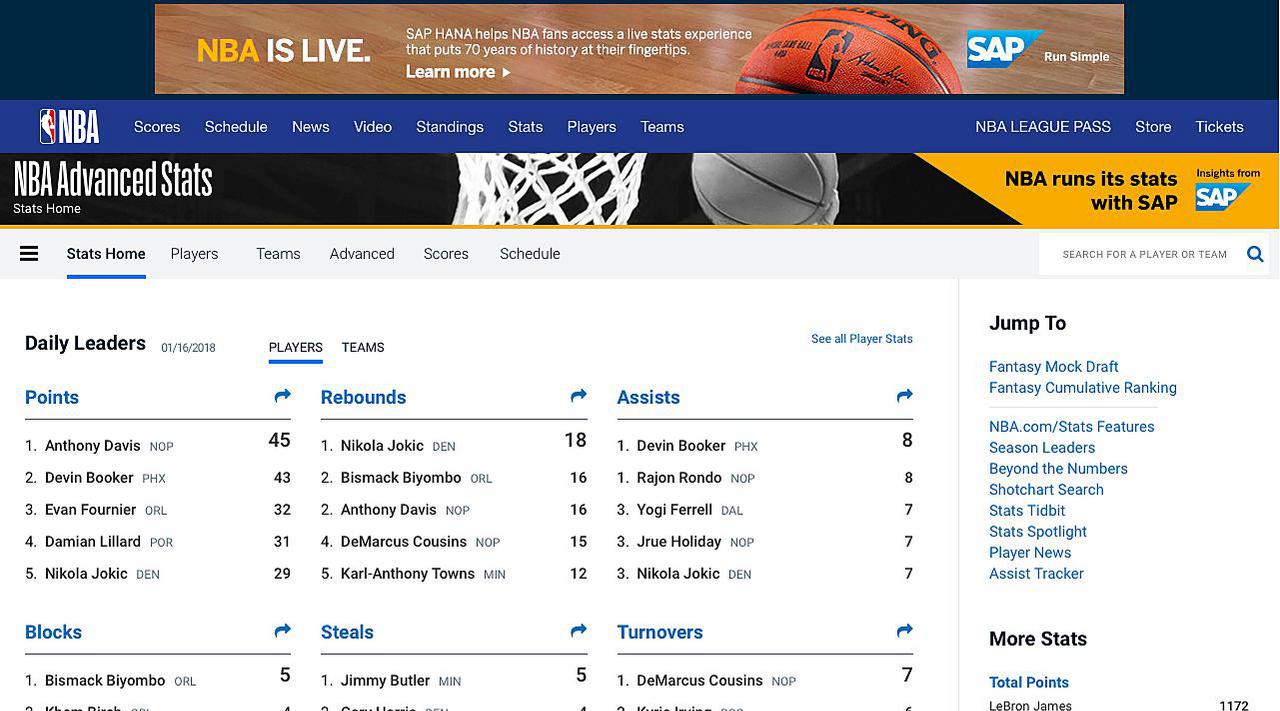 NBA IS LIVE.
SAP HANA helps NBA fans access a live stats experience
that puts 70 years of history at their fingertips.
Learn more
SPALDING
NBA
SAP
Run Simple
NBA Scores Schedule News Video Standings Stats Players Teams NBA LEAGUE PASS Store Tickets
NBA Advanced Stats
Stats Home
NBA runs its stats
with SAP
Insights from
SAP
Stats Home Players Teams Advanced Scores Schedule SEARCH FOR A PLAYER OR TEAM
Daily Leaders 01/16/2018 PLAYERS TEAMS See all Player Stats
Points
1. Anthony Davis NOP 45
2. Devin Booker PHX 43
3. Evan Fournier ORL 32
4. Damian Lillard POR 31
5. Nikola Jokic DEN 29
Rebounds
1. Nikola Jokic DEN 18
2. Bismack Biyombo ORL 16
2. Anthony Davis NOP 16
4. DeMarcus Cousins NOP 15
5. Karl-Anthony Towns MIN 12
Assists
1. Devin Booker PHX 8
1. Rajon Rondo NOP 8
3. Yogi Ferrell DAL 7
3. Jrue Holiday NOP 7
3. Nikola Jokic DEN 7
Blocks
1. Bismack Biyombo ORL 5
Steals
1. Jimmy Butler MIN 5
Turnovers
1. DeMarcus Cousins NOP 7
Jump To
Fantasy Mock Draft
Fantasy Cumulative Ranking
NBA.com/Stats Features
Season Leaders
Beyond the Numbers
Shotchart Search
Stats Tidbit
Stats Spotlight
Player News
Assist Tracker
More Stats
Total Points
LeBron James 1172